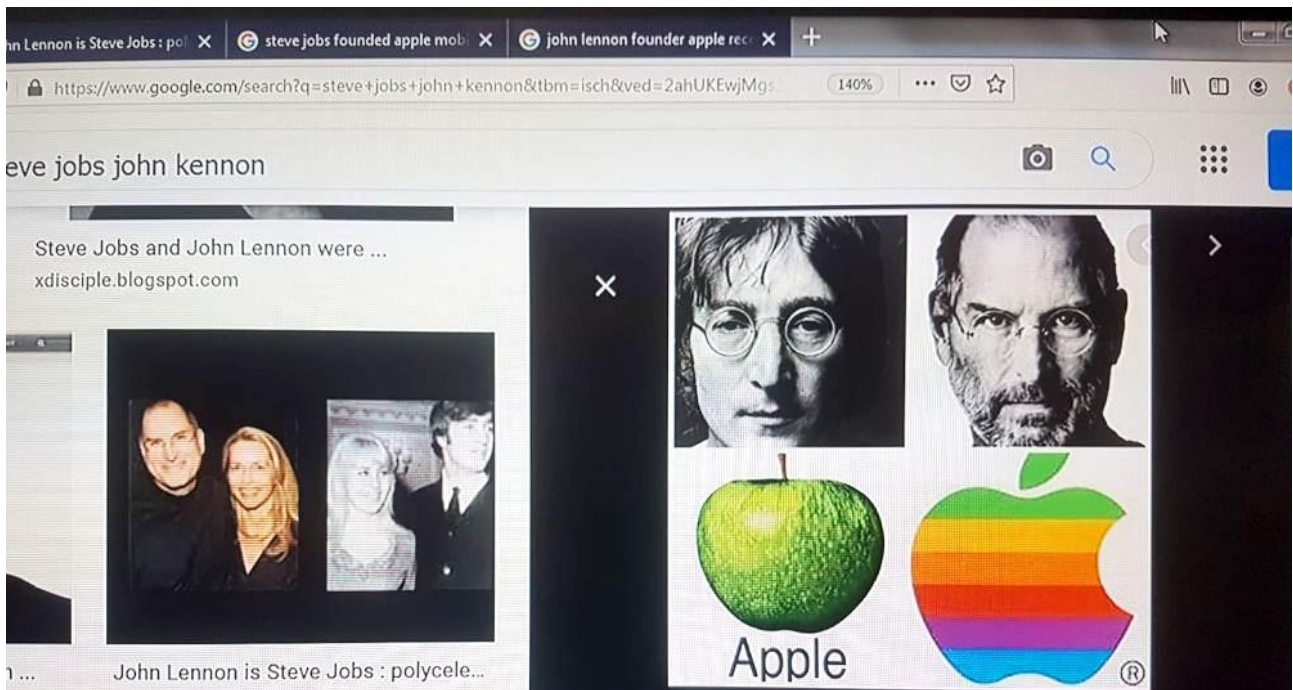 hn Lennon is Steve Jobs : pol
steve jobs founded apple mob
john lennon founder apple rec
https://www.google.com/search?q=steve+jobs+john+kennon&tbm=isch&ved=2ahUKEwjMgs
140%
eve jobs john kennon
Steve Jobs and John Lennon were ...
xdisciple.blogspot.com
Apple
®
John Lennon is Steve Jobs : polycele...